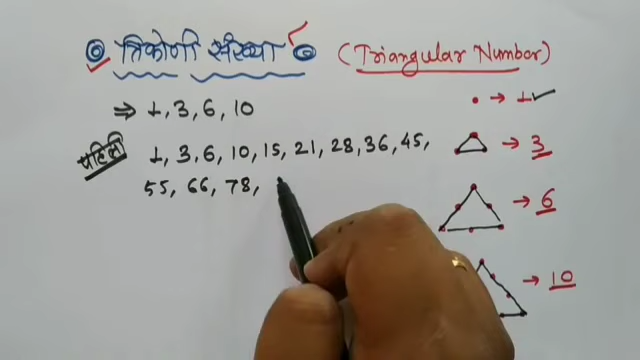 त्रिकोणी संख्या (Triangular Number)
⇒ 1, 3, 6, 10
पहिली 1, 3, 6, 10, 15, 21, 28, 36, 45,
55, 66, 78,
→ 1
→ 3
→ 6
→ 10